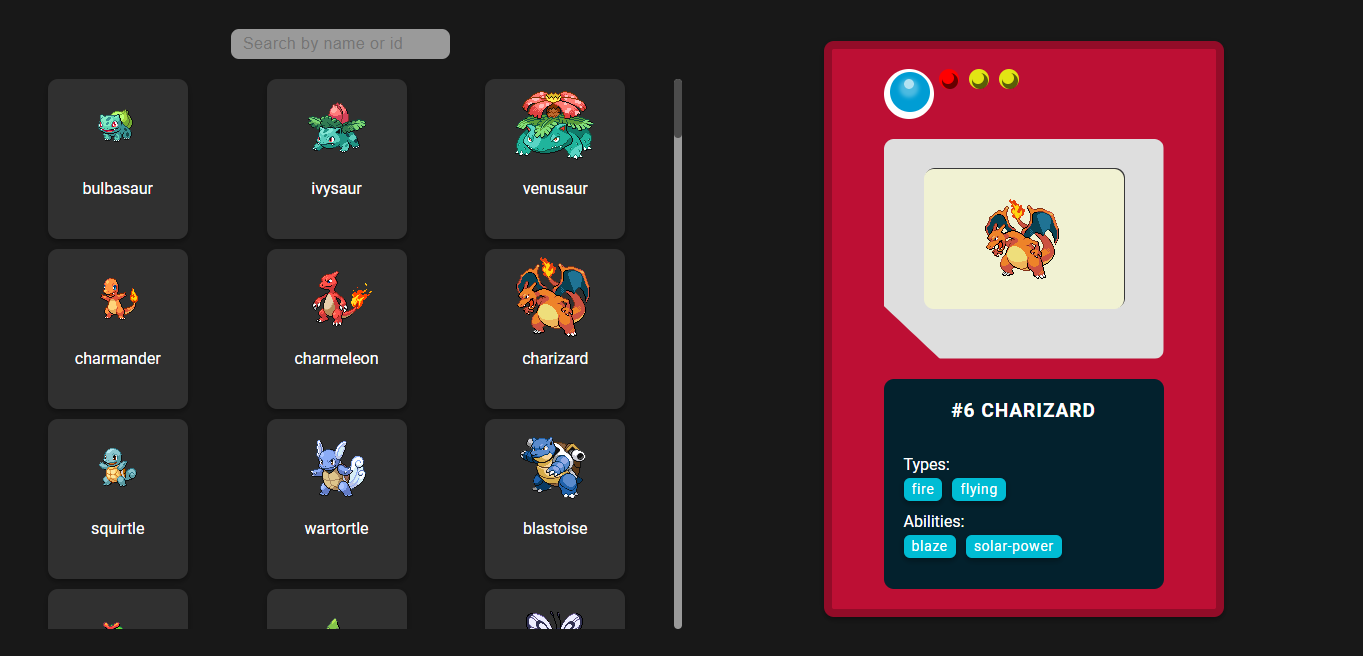 Search by name or id
bulbasaur
ivysaur
venusaur
charmander
charmeleon
charizard
squirtle
wartortle
blastoise
#6 CHARIZARD
Types:
fire flying
Abilities:
blaze solar-power